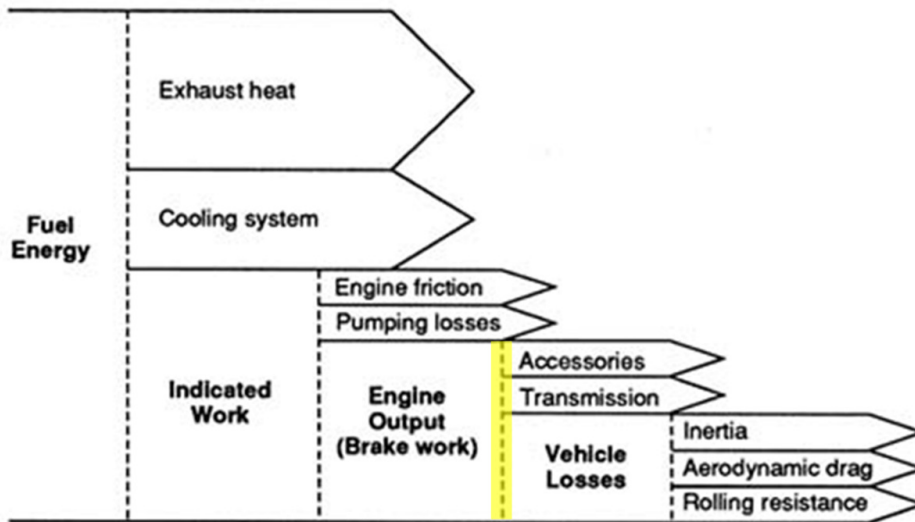 Exhaust heat
Cooling system
Fuel
Energy
Engine friction
Pumping losses
Indicated
Work
Engine
Output
(Brake work)
Accessories
Transmission
Vehicle
Losses
Inertia
Aerodynamic drag
Rolling resistance